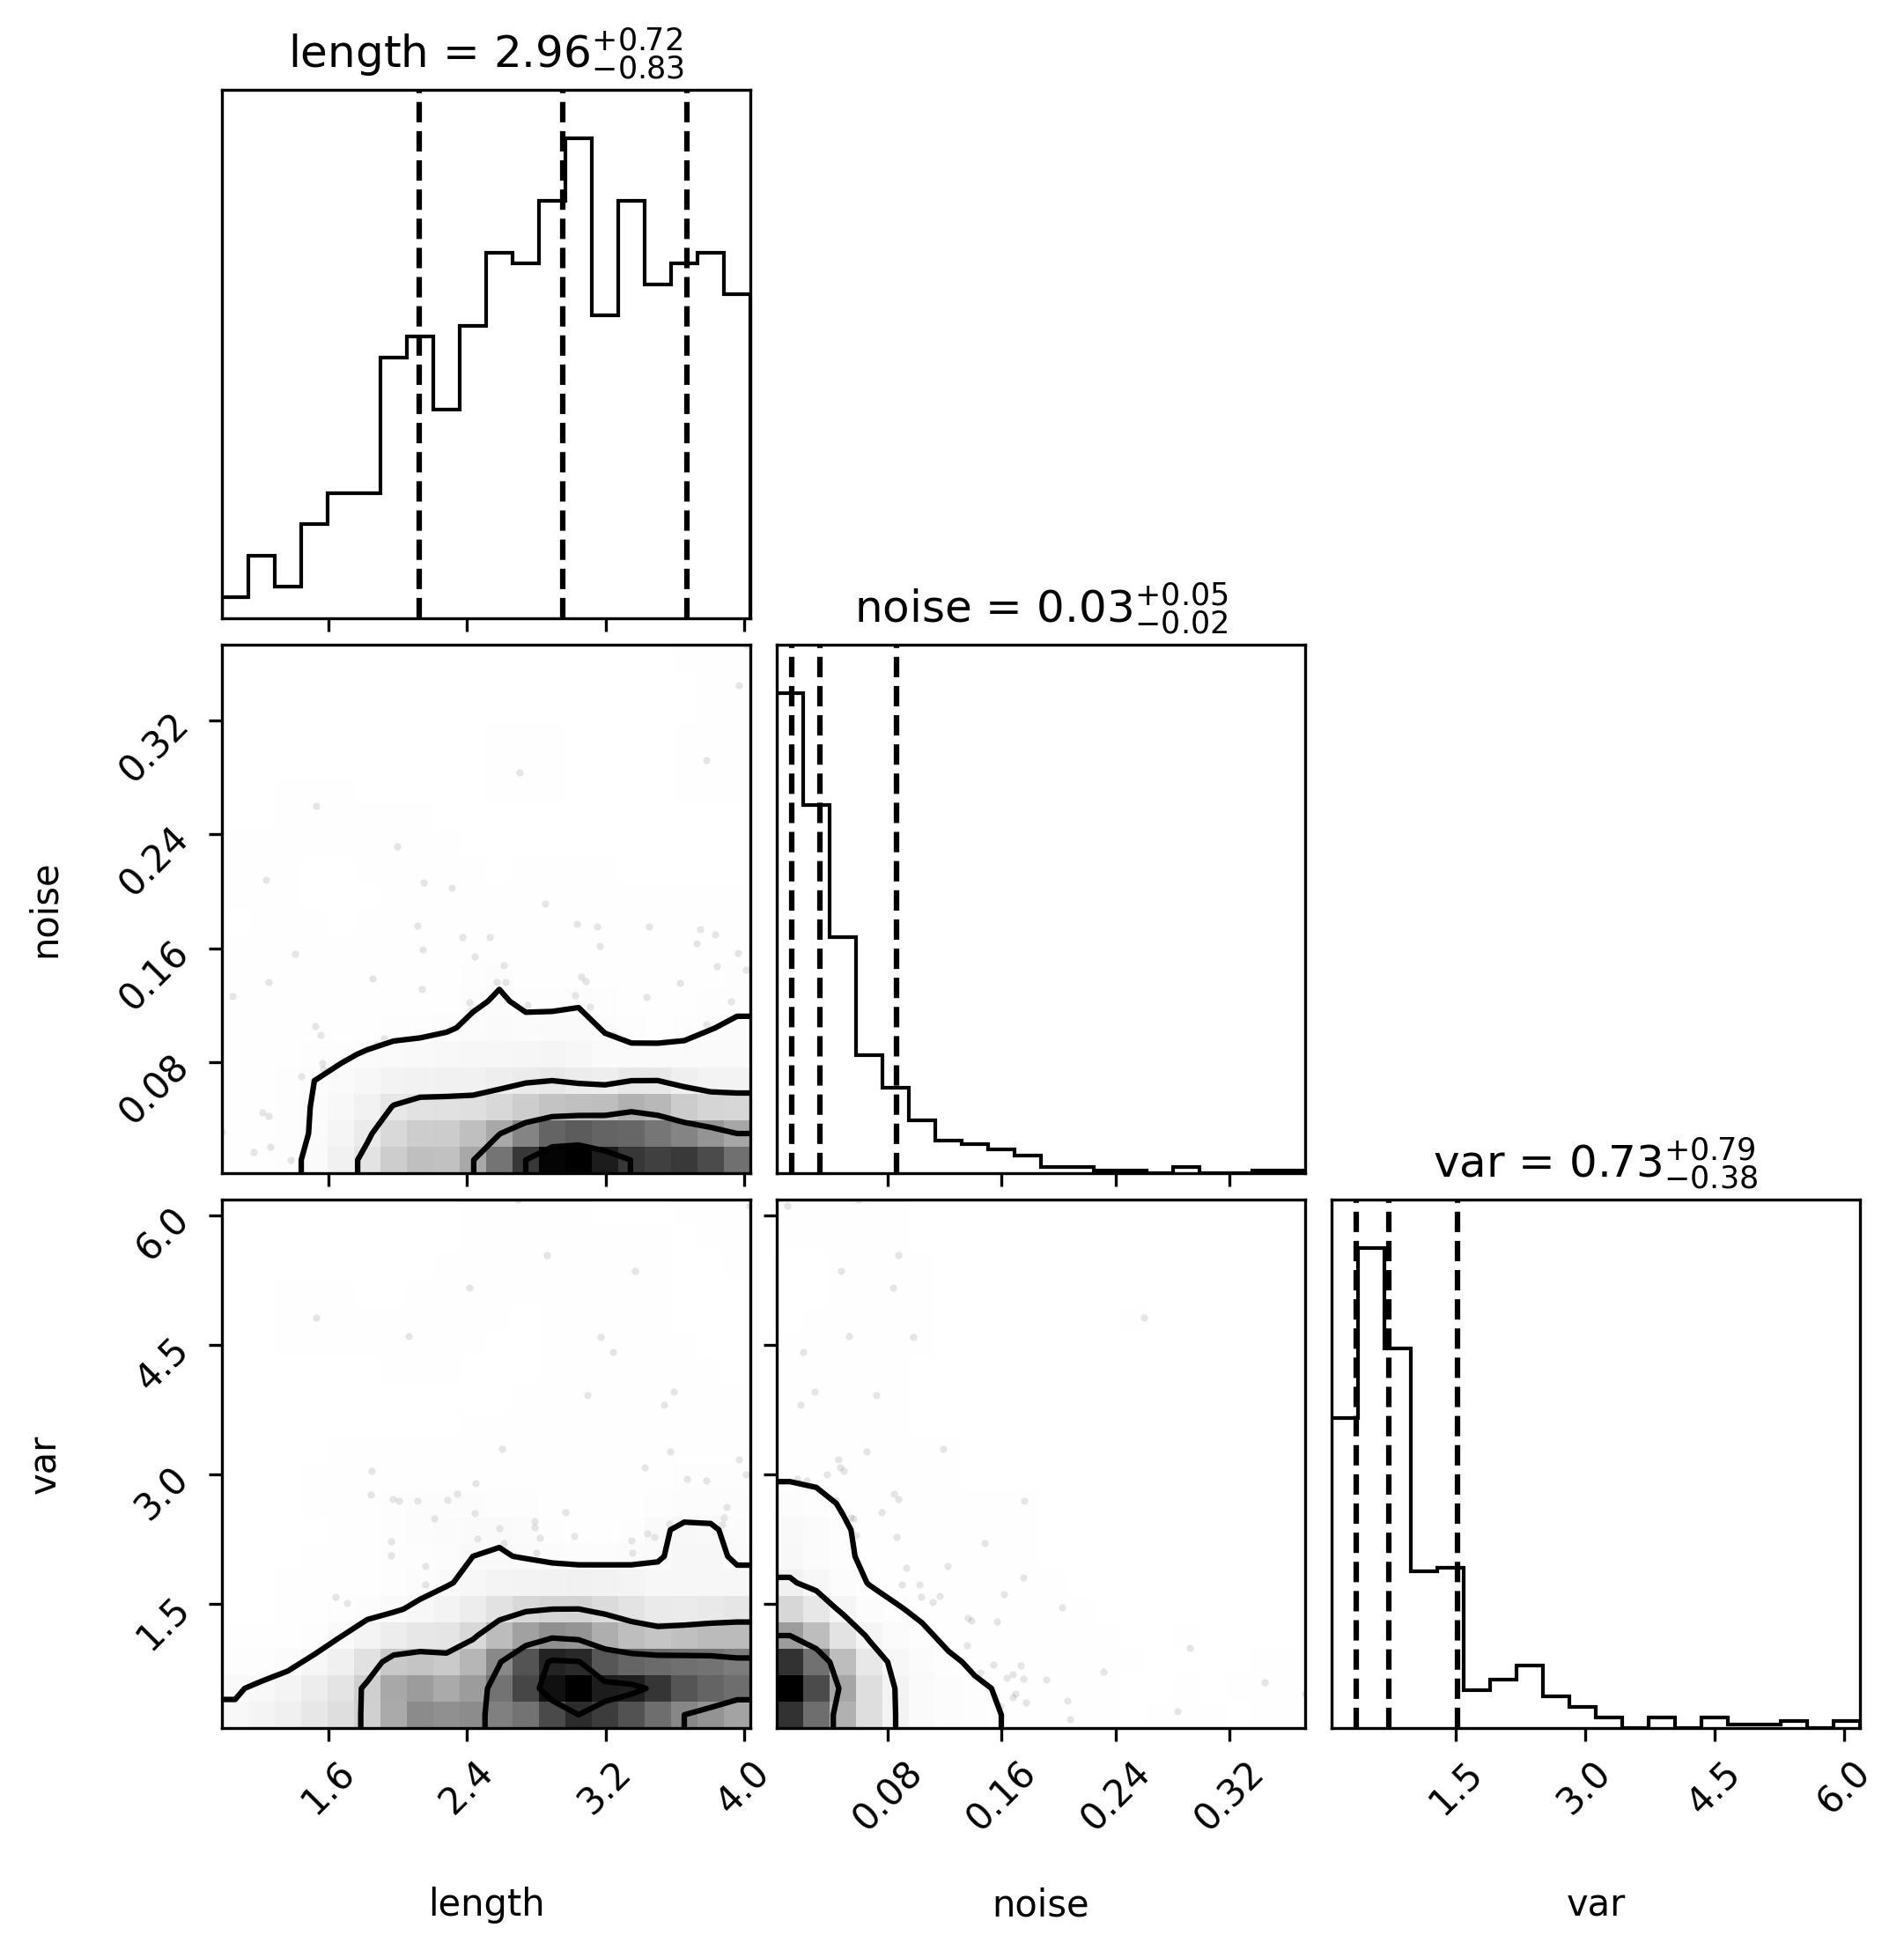 length = 2.96+0.72−0.83
noise = 0.03+0.05−0.02
0.32
0.24
0.16
0.08
noise
var = 0.73+0.79−0.38
6.0
4.5
3.0
1.5
var
1.6 2.4 3.2 4.0 0.08 0.16 0.24 0.32 1.5 3.0 4.5 6.0
length noise var